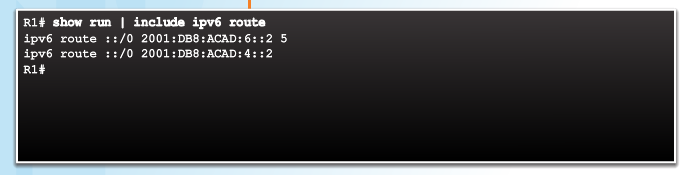 R1# show run | include ipv6 route
ipv6 route ::/0 2001:DB8:ACAD:6::2 5
ipv6 route ::/0 2001:DB8:ACAD:4::2
R1#